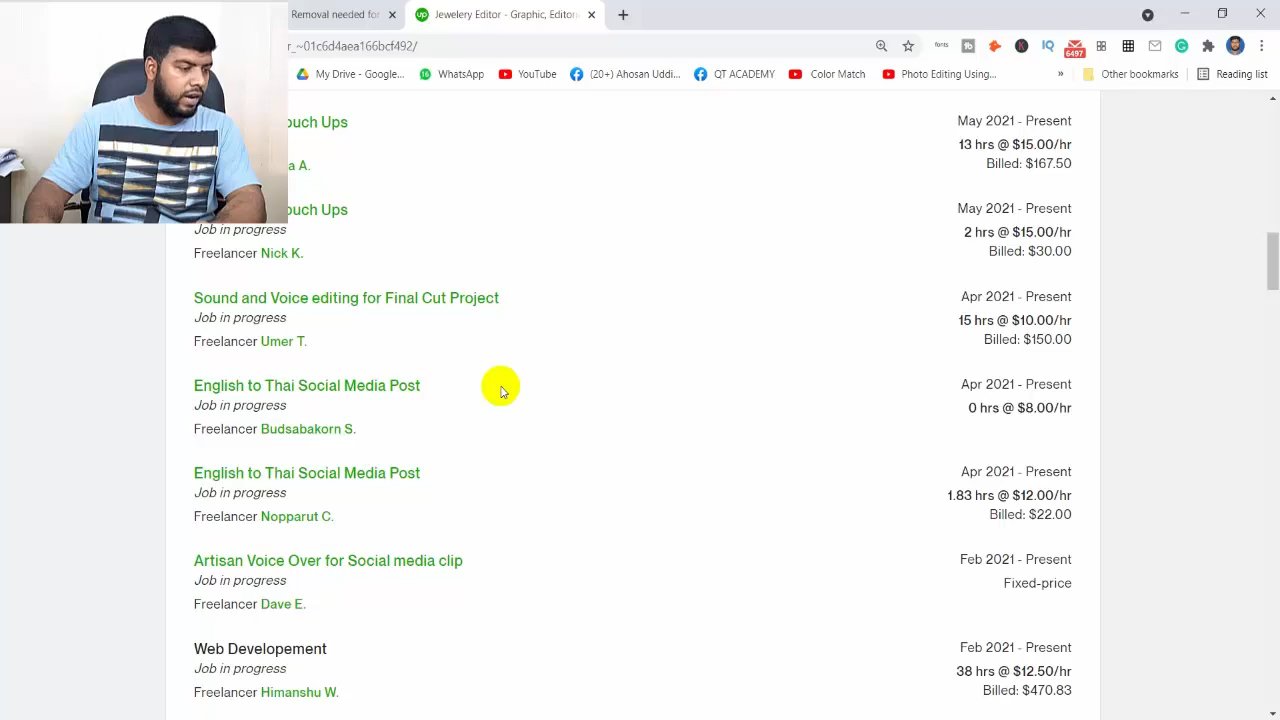 Removal needed for
Jewelery Editor - Graphic, Editor
r_~01c6d4aea166bcf492/
fonts
6497
My Drive - Google...
WhatsApp
YouTube
(20+) Ahosan Uddi...
QT ACADEMY
Color Match
Photo Editing Using...
»
Other bookmarks
Reading list
ouch Ups
May 2021 - Present
13 hrs @ $15.00/hr
a A.
Billed: $167.50
ouch Ups
May 2021 - Present
Job in progress
2 hrs @ $15.00/hr
Freelancer Nick K.
Billed: $30.00
Sound and Voice editing for Final Cut Project
Apr 2021 - Present
Job in progress
15 hrs @ $10.00/hr
Freelancer Umer T.
Billed: $150.00
English to Thai Social Media Post
Apr 2021 - Present
Job in progress
0 hrs @ $8.00/hr
Freelancer Budsabakorn S.
English to Thai Social Media Post
Apr 2021 - Present
Job in progress
1.83 hrs @ $12.00/hr
Freelancer Nopparut C.
Billed: $22.00
Artisan Voice Over for Social media clip
Feb 2021 - Present
Job in progress
Fixed-price
Freelancer Dave E.
Web Developement
Feb 2021 - Present
Job in progress
38 hrs @ $12.50/hr
Freelancer Himanshu W.
Billed: $470.83